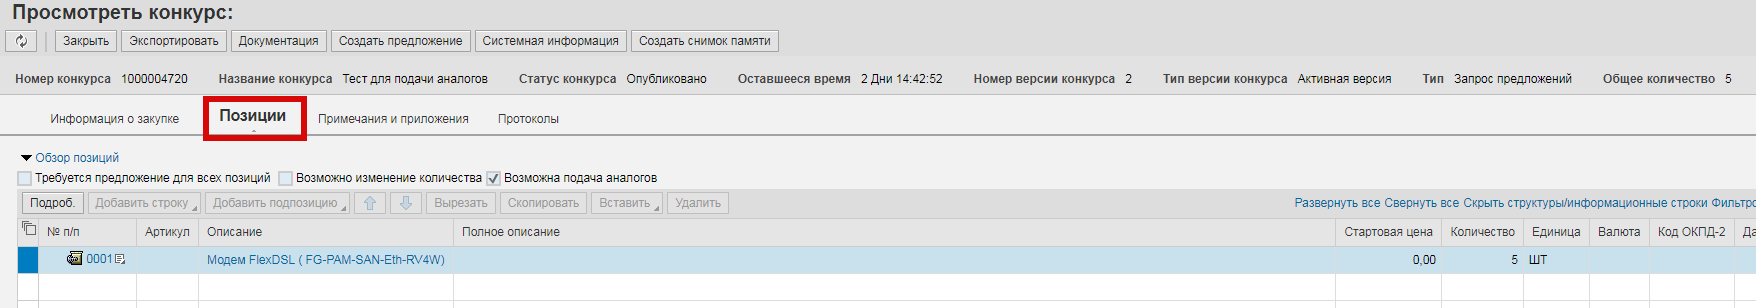 Просмотреть конкурс:
Закрыть Экспортировать Документация Создать предложение Системная информация Создать снимок памяти
Номер конкурса 1000004720 Название конкурса Тест для подачи аналогов Статус конкурса Опубликовано Оставшееся время 2 Дни 14:42:52 Номер версии конкурса 2 Тип версии конкурса Активная версия Тип Запрос предложений Общее количество 5
Информация о закупке Позиции Примечания и приложения Протоколы
Обзор позиций
Требуется предложение для всех позиций Возможно изменение количества Возможна подача аналогов
Подроб. Добавить строку Добавить подпозицию Вырезать Скопировать Вставить Удалить Развернуть все Свернуть все Скрыть структуры/информационные строки Фильтро
№ п/п Артикул Описание Полное описание Стартовая цена Количество Единица Валюта Код ОКПД-2 Да
0001 Модем FlexDSL ( FG-PAM-SAN-Eth-RV4W) 0,00 5 ШТ